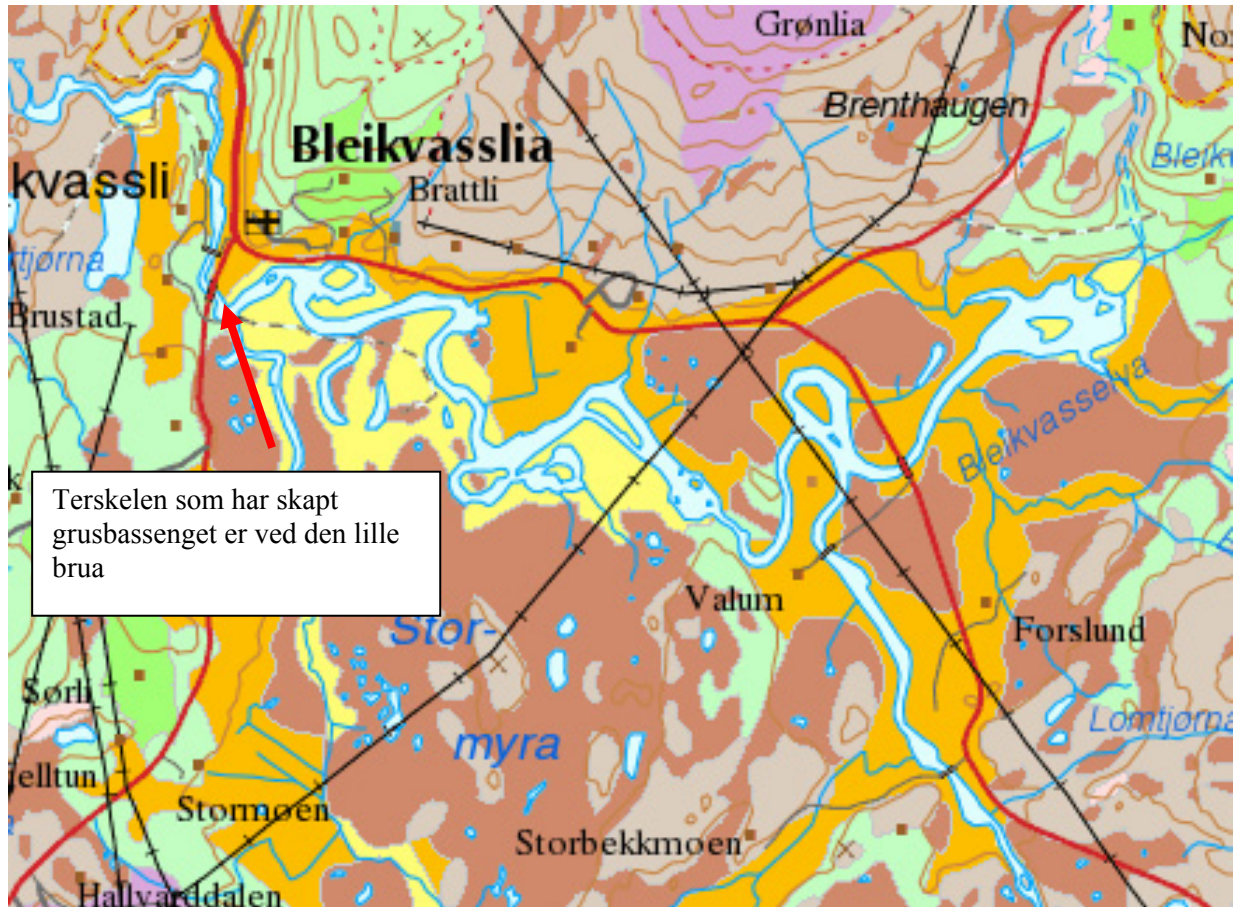 Grønlia
Brenthaugen
Bleikvasslia
Brattli
kvassli
Brustad
Bleikvasselva
Terskelen som har skapt
grusbassenget er ved den lille
brua
Valum
Stor-
myra
Forslund
Sørli
Lomtjørna
elltun
Stormoen
Storbekkmoen
Hallvarddalen